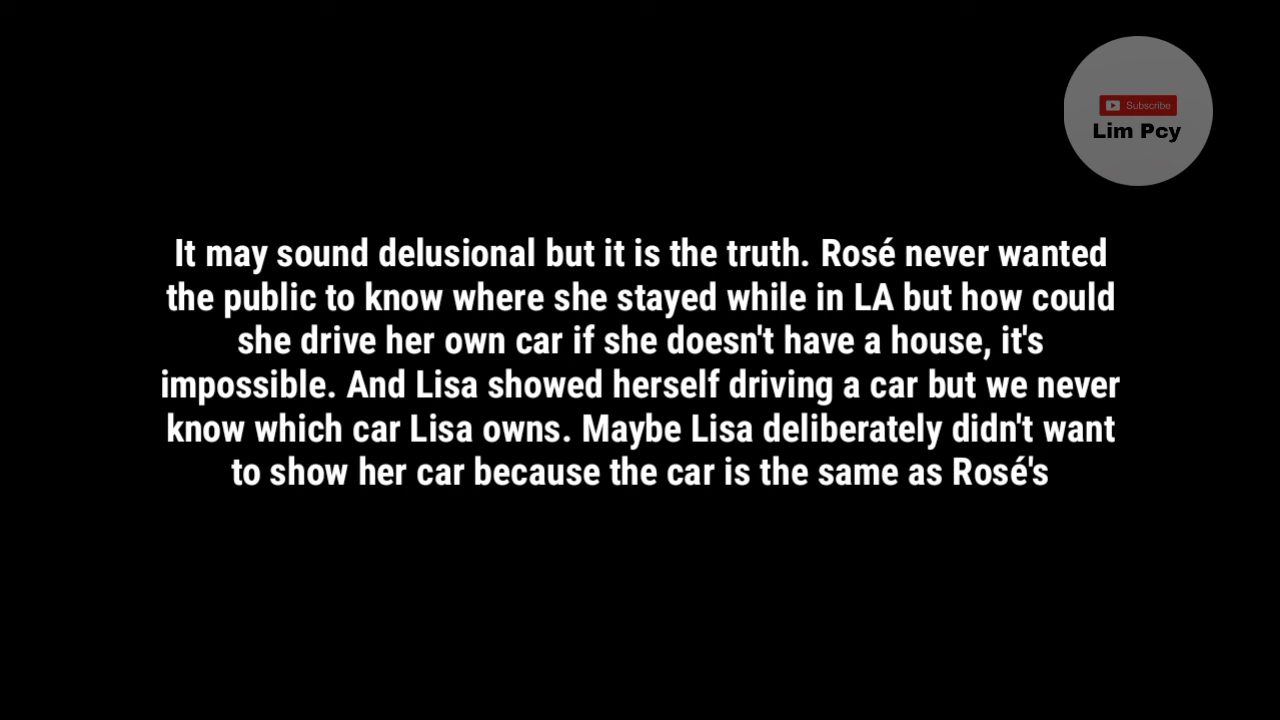 Subscribe
Lim Pcy
It may sound delusional but it is the truth. Rosé never wanted
the public to know where she stayed while in LA but how could
she drive her own car if she doesn't have a house, it's
impossible. And Lisa showed herself driving a car but we never
know which car Lisa owns. Maybe Lisa deliberately didn't want
to show her car because the car is the same as Rosé's